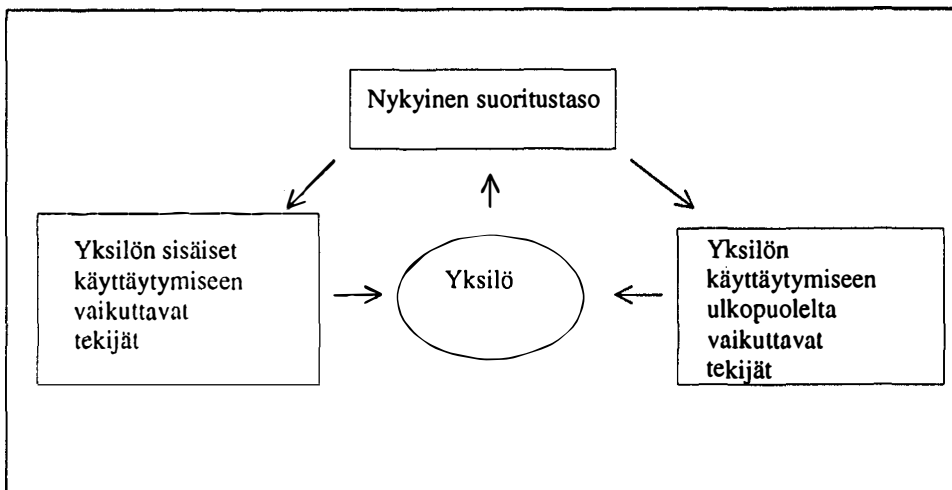 Nykyinen suoritustaso
Yksilön sisäiset
käyttäytymiseen
vaikuttavat
tekijät
Yksilö
Yksilön
käyttäytymiseen
ulkopuolelta
vaikuttavat
tekijät